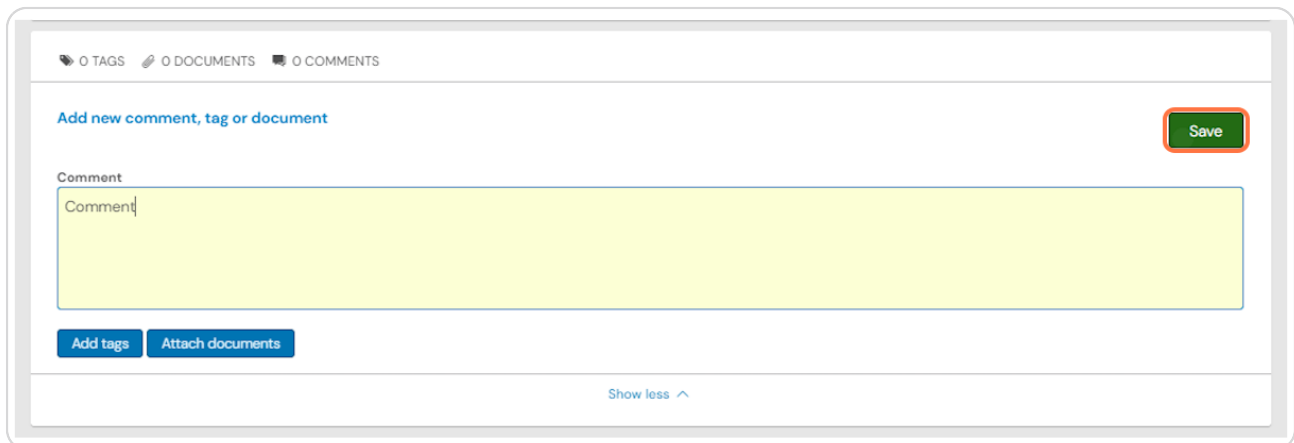 0 TAGS 0 DOCUMENTS 0 COMMENTS
Add new comment, tag or document
Save
Comment
Comment
Add tags Attach documents
Show less